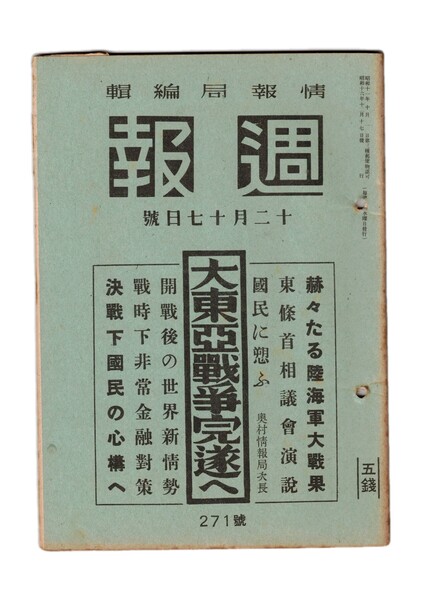 情報局編輯
週報
十二月十七日號
赫々たる陸海軍大戰果
東條首相議會演說
國民に愬ふ 奥村情報局次長
大東亞戰爭完遂へ
開戰後の世界新情勢
戰時下非常金融對策
決戰下國民の心構へ
五錢
271號